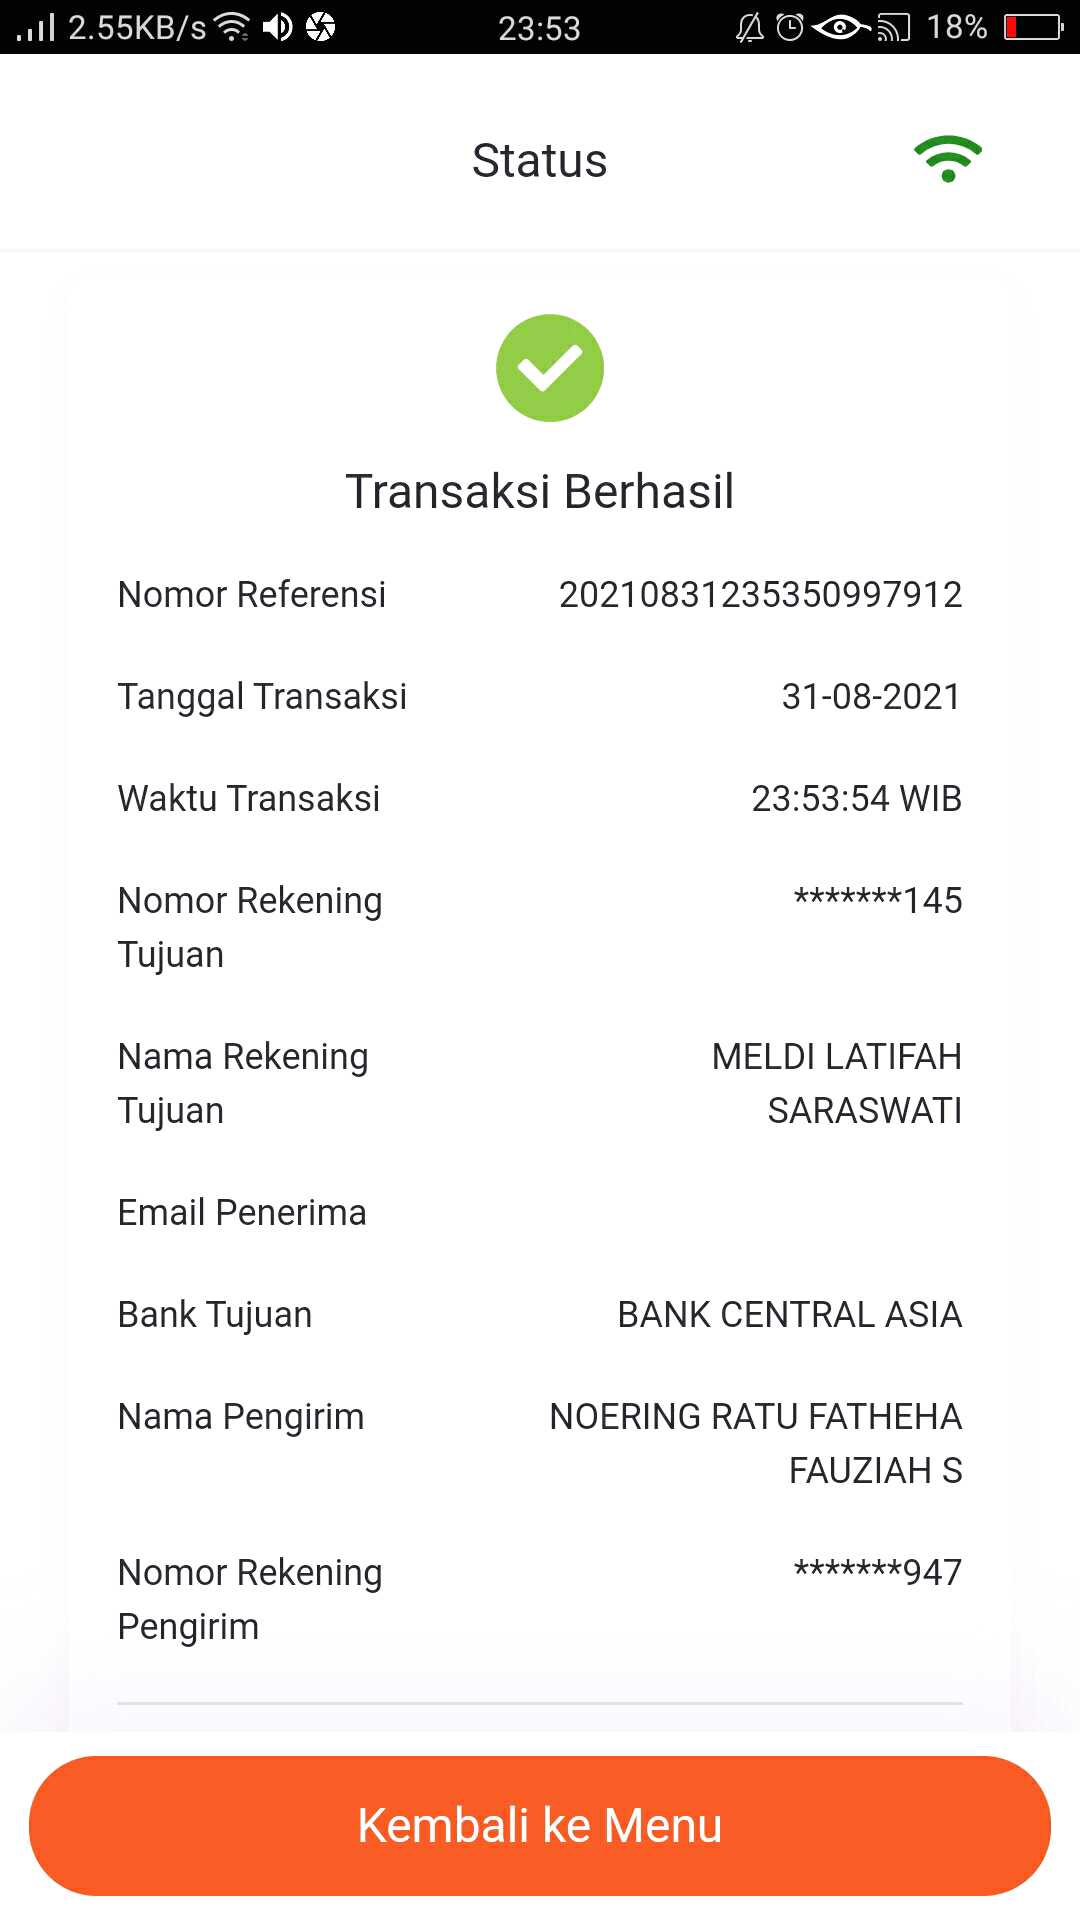 2.55KB/s 23:53 18%
Status
Transaksi Berhasil
Nomor Referensi 20210831235350997912
Tanggal Transaksi 31-08-2021
Waktu Transaksi 23:53:54 WIB
Nomor Rekening *******145
Tujuan
Nama Rekening MELDI LATIFAH
Tujuan SARASWATI
Email Penerima
Bank Tujuan BANK CENTRAL ASIA
Nama Pengirim NOERING RATU FATHEHA
FAUZIAH S
Nomor Rekening *******947
Pengirim
Kembali ke Menu